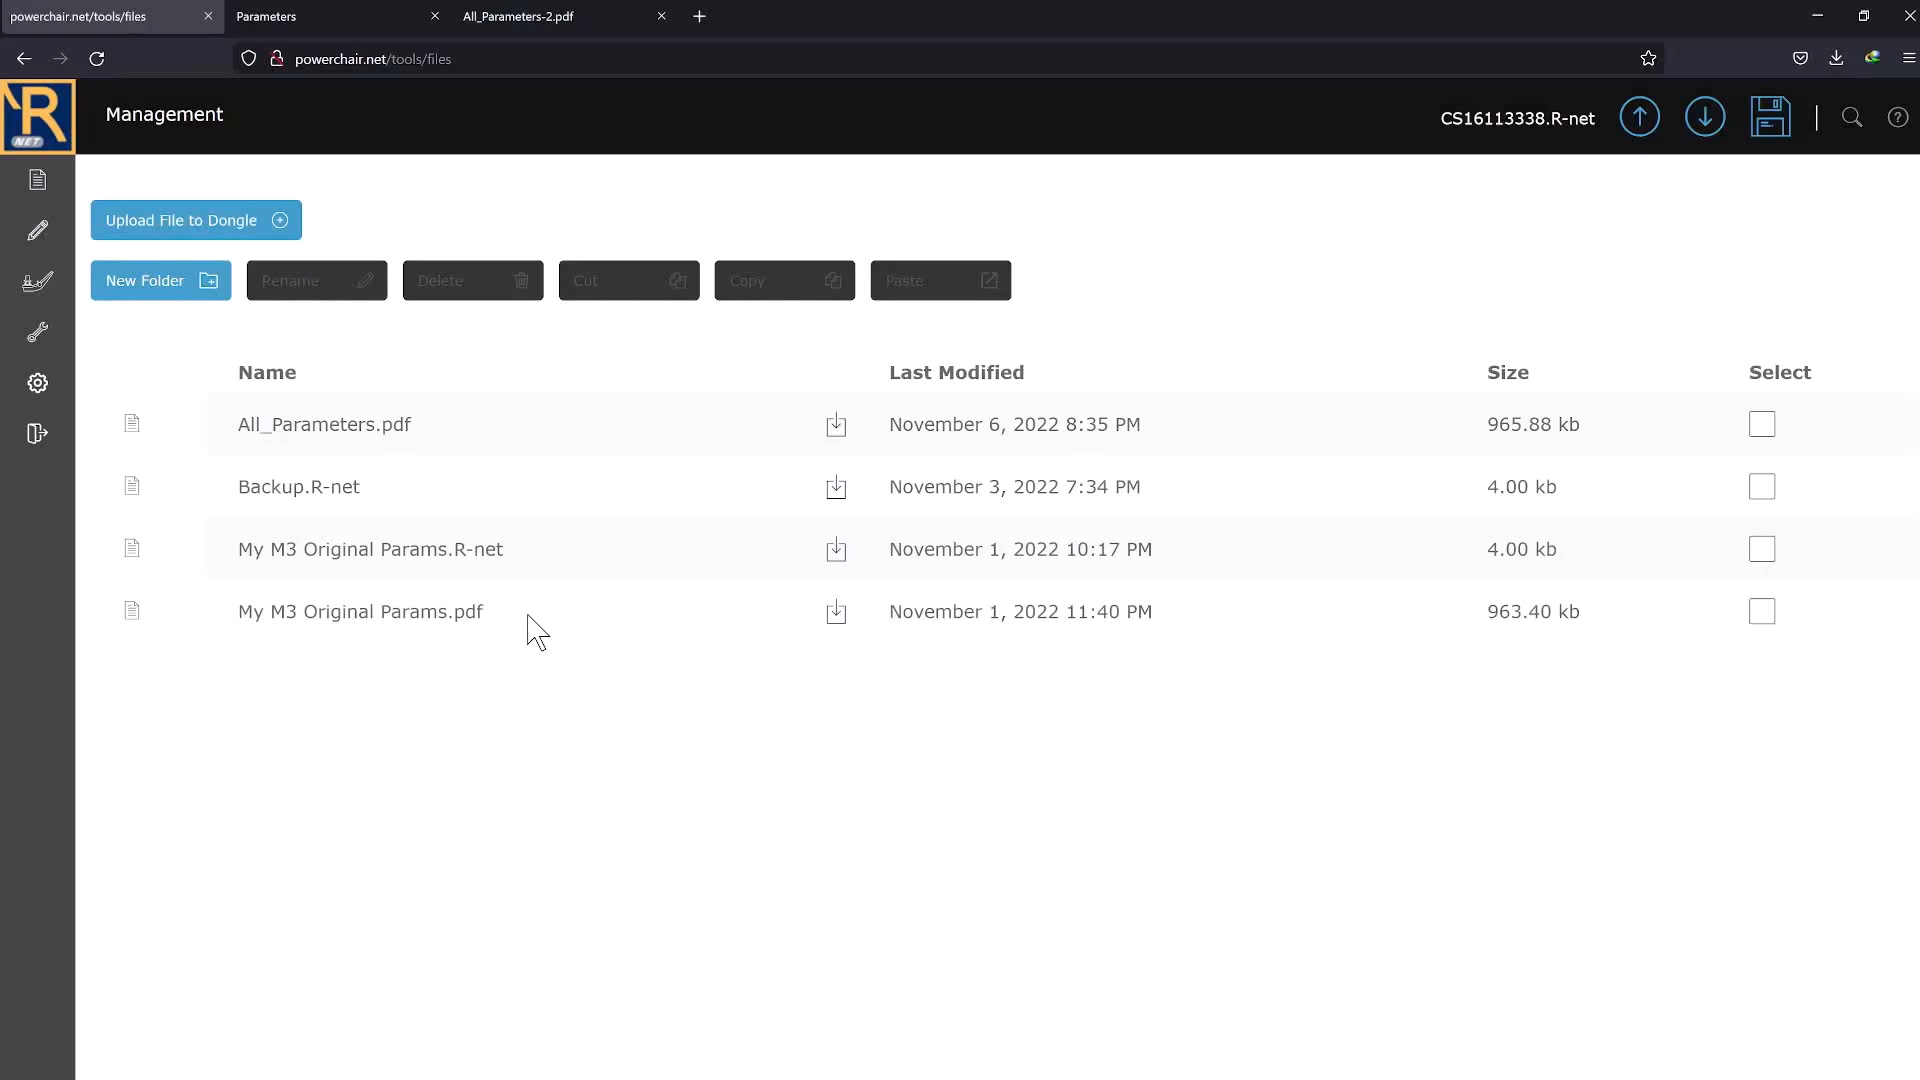 powerchair.net/tools/files
Parameters
All_Parameters-2.pdf
powerchair.net/tools/files
R
NET
Management
CS16113338.R-net
Upload File to Dongle
New Folder
Rename
Delete
Cut
Copy
Paste
Name Last Modified Size Select
All_Parameters.pdf November 6, 2022 8:35 PM 965.88 kb
Backup.R-net November 3, 2022 7:34 PM 4.00 kb
My M3 Original Params.R-net November 1, 2022 10:17 PM 4.00 kb
My M3 Original Params.pdf November 1, 2022 11:40 PM 963.40 kb